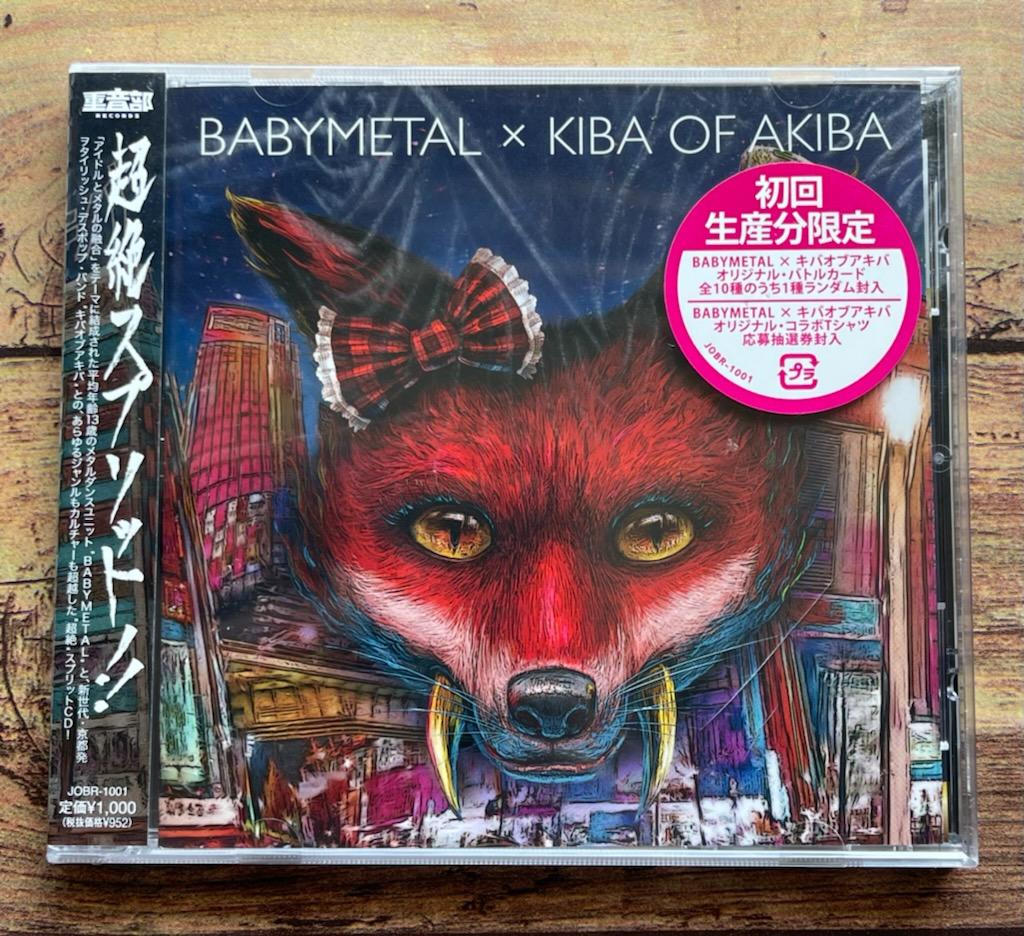 重音部
RECORDS
超絶スプリット!!
「アイドルとメタルの融合」をテーマに結成された平均年齢13歳のメタルダンスユニット“BABYMETAL”と、新世代・京都発
ヲタイリッシュ・デスポップ・バンド“キバオブアキバ”との、あらゆるジャンルもカルチャーも超越した“超絶”スプリットCD!
JOBR-1001
定価¥1,000
(税抜価格¥952)
BABYMETAL × KIBA OF AKIBA
初回
生産分限定
BABYMETAL × キバオブアキバ
オリジナル・バトルカード
全10種のうち1種ランダム封入
BABYMETAL × キバオブアキバ
オリジナル・コラボTシャツ
応募抽選券封入
JOBR-1001
プラ